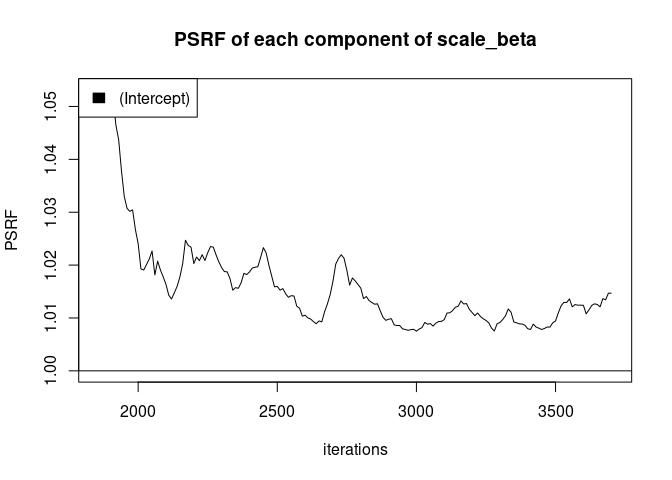 PSRF of each component of scale_beta
(Intercept)
PSRF
1.05
1.04
1.03
1.02
1.01
1.00
2000 2500 3000 3500
iterations